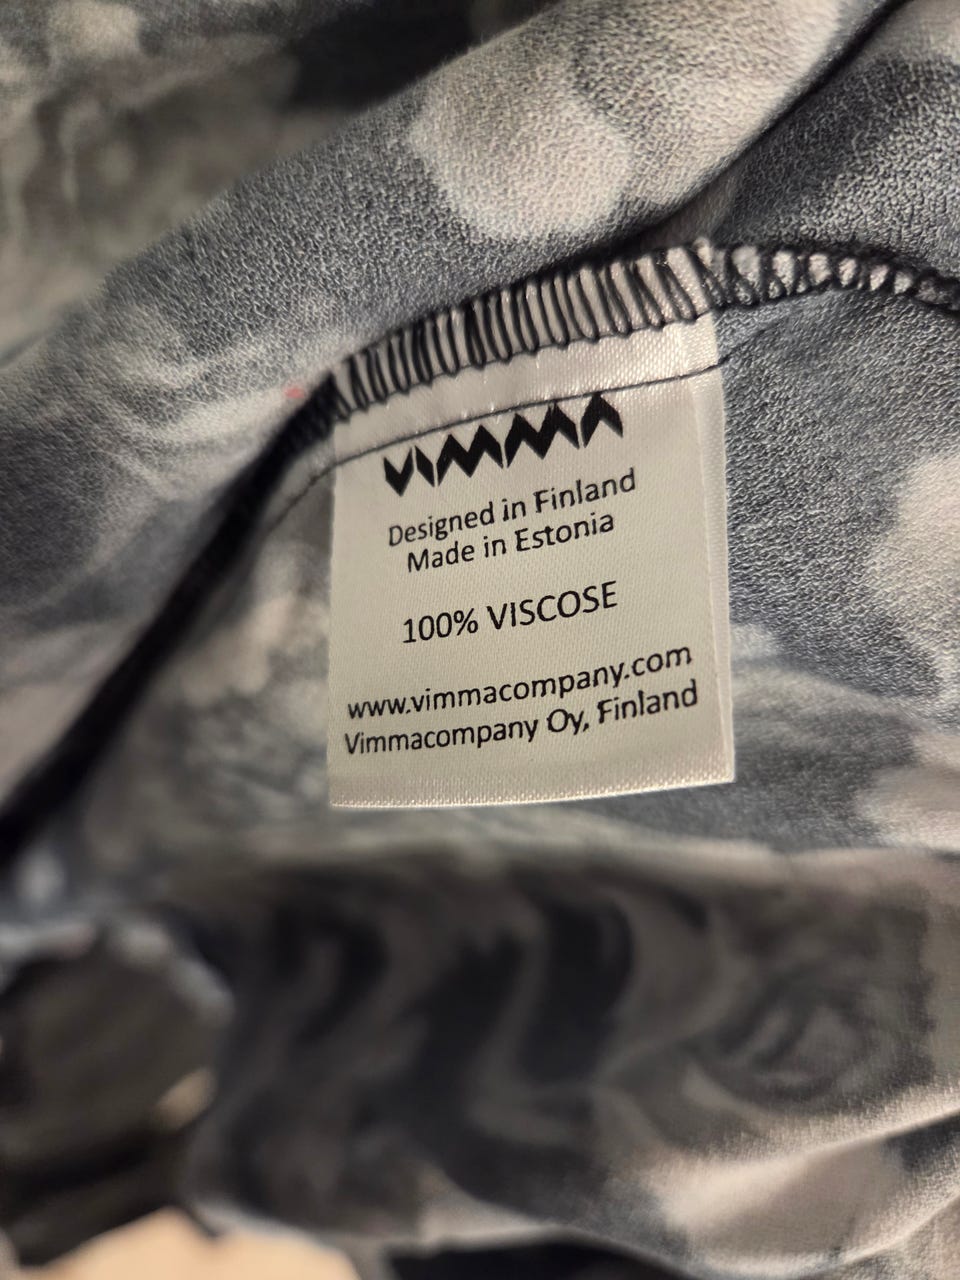 VIMMA
Designed in Finland
Made in Estonia
100% VISCOSE
www.vimmacompany.com
Vimmacompany Oy, Finland